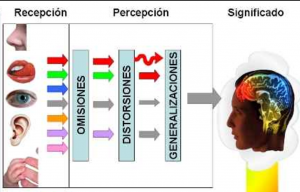 Recepción
Percepción
Significado
OMISIONES
DISTORSIONES
GENERALIZACIONES